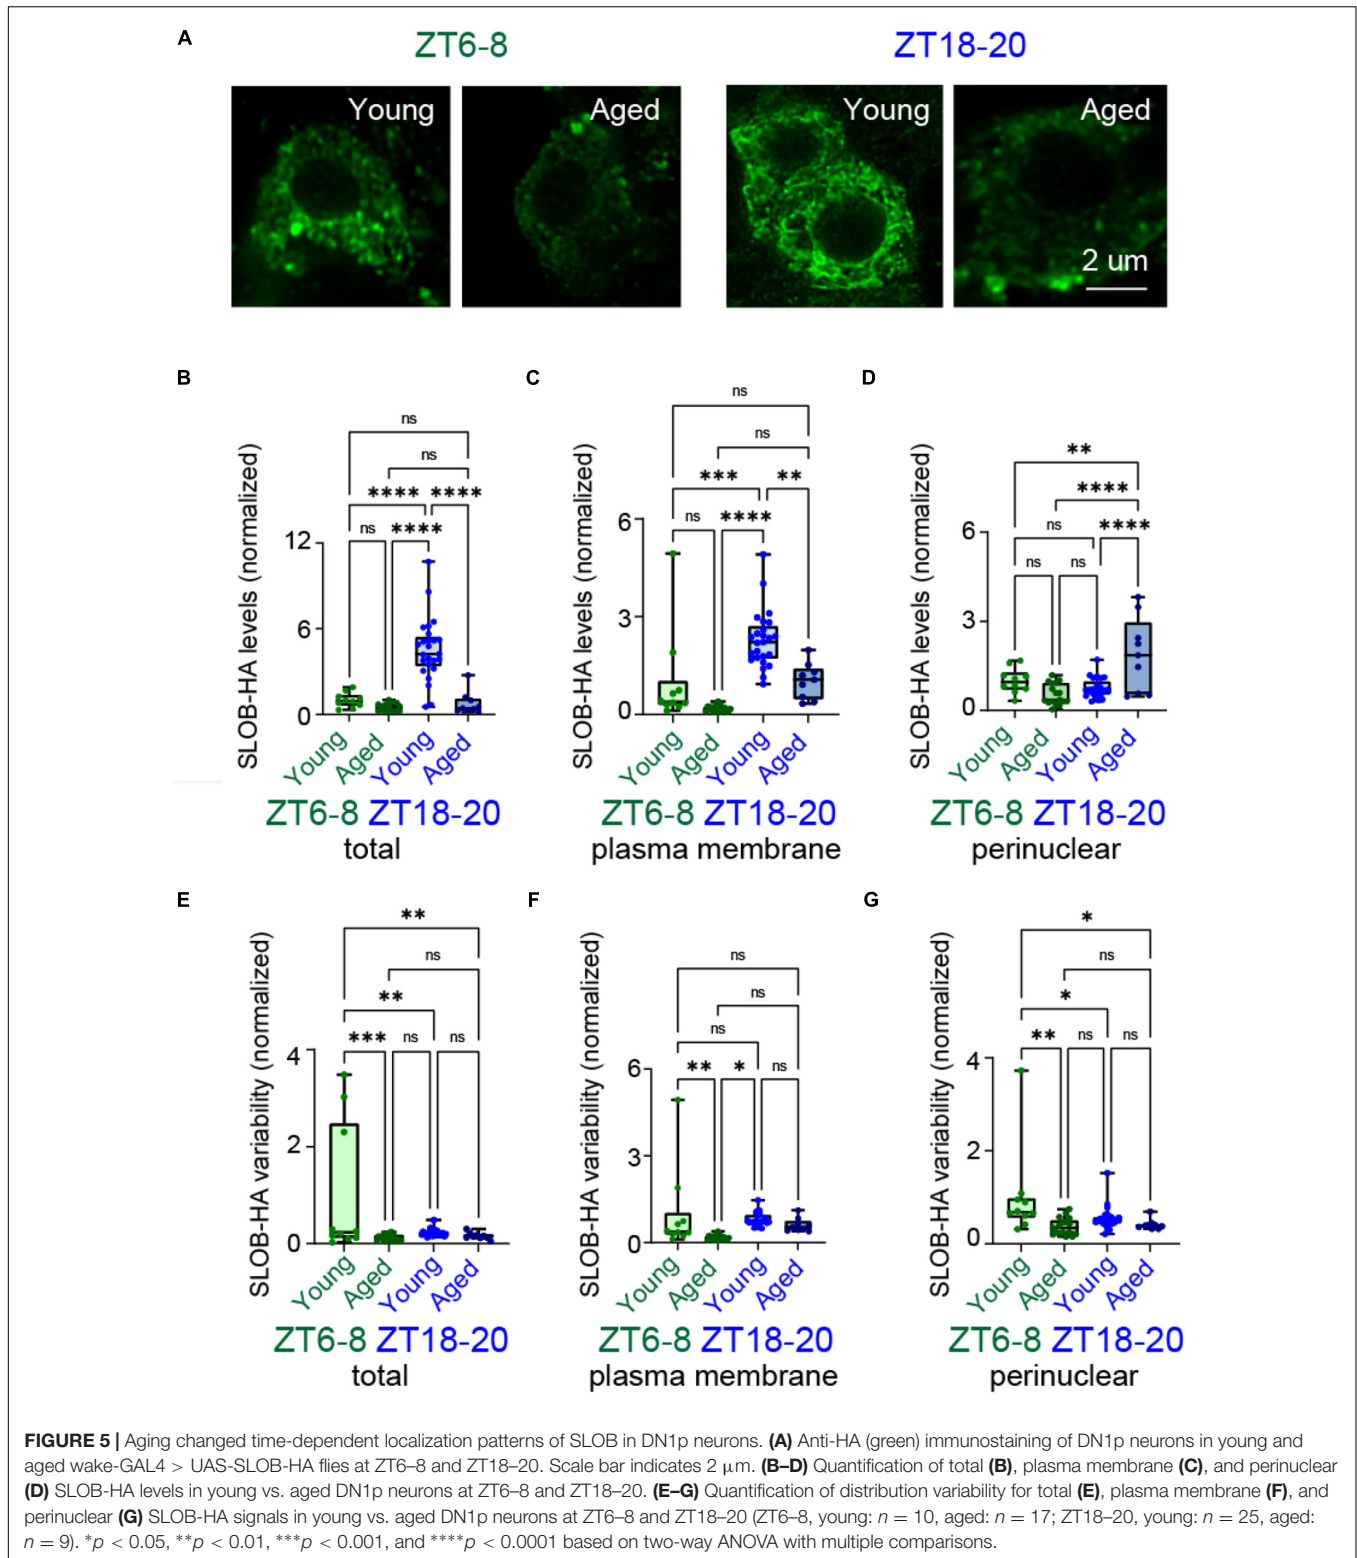 A
ZT6-8
ZT18-20
Young
Aged
Young
Aged
2 um
B
SLOB-HA levels (normalized)
ns
ns
**** ****
ns ****
12
6
0
Young
Aged
Young
Aged
ZT6-8 ZT18-20
total
C
SLOB-HA levels (normalized)
ns
ns
*** **
ns ****
6
3
0
Young
Aged
Young
Aged
ZT6-8 ZT18-20
plasma membrane
D
SLOB-HA levels (normalized)
**
****
ns ****
ns ns
6
3
0
Young
Aged
Young
Aged
ZT6-8 ZT18-20
perinuclear
E
SLOB-HA variability (normalized)
**
ns
**
*** ns ns
4
2
0
Young
Aged
Young
Aged
ZT6-8 ZT18-20
total
F
SLOB-HA variability (normalized)
ns
ns
ns
** * ns
6
3
0
Young
Aged
Young
Aged
ZT6-8 ZT18-20
plasma membrane
G
SLOB-HA variability (normalized)
*
ns
*
** ns ns
4
2
0
Young
Aged
Young
Aged
ZT6-8 ZT18-20
perinuclear
FIGURE 5 | Aging changed time-dependent localization patterns of SLOB in DN1p neurons. (A) Anti-HA (green) immunostaining of DN1p neurons in young and
aged wake-GAL4 > UAS-SLOB-HA flies at ZT6–8 and ZT18–20. Scale bar indicates 2 μm. (B–D) Quantification of total (B), plasma membrane (C), and perinuclear
(D) SLOB-HA levels in young vs. aged DN1p neurons at ZT6–8 and ZT18–20. (E–G) Quantification of distribution variability for total (E), plasma membrane (F), and
perinuclear (G) SLOB-HA signals in young vs. aged DN1p neurons at ZT6–8 and ZT18–20 (ZT6–8, young: n = 10, aged: n = 17; ZT18–20, young: n = 25, aged:
n = 9). *p < 0.05, **p < 0.01, ***p < 0.001, and ****p < 0.0001 based on two-way ANOVA with multiple comparisons.